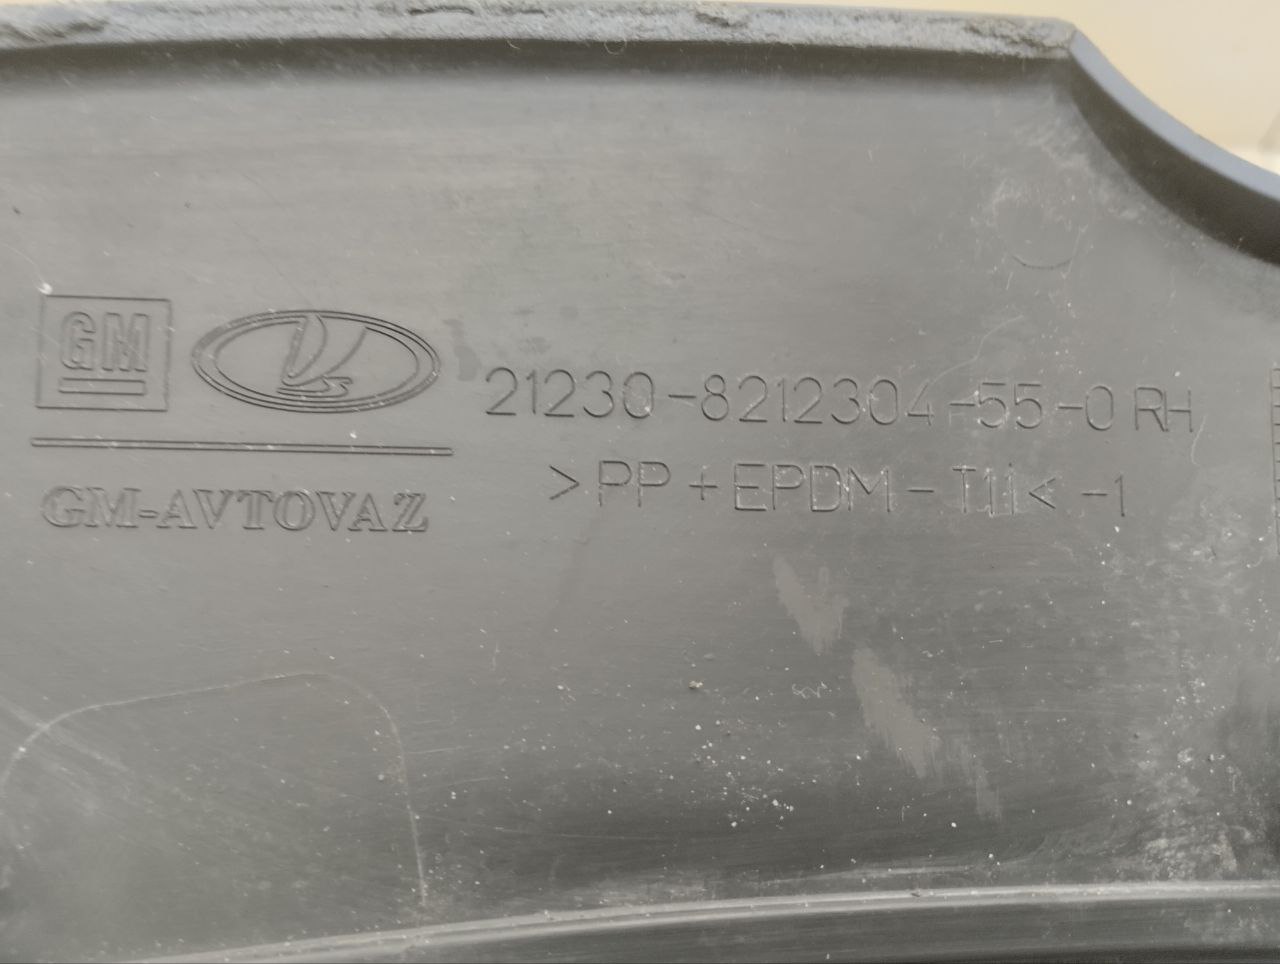 GM
21230-8212304-55-0 RH
>PP+EPDM-T11<-1
GM-AVTOVAZ